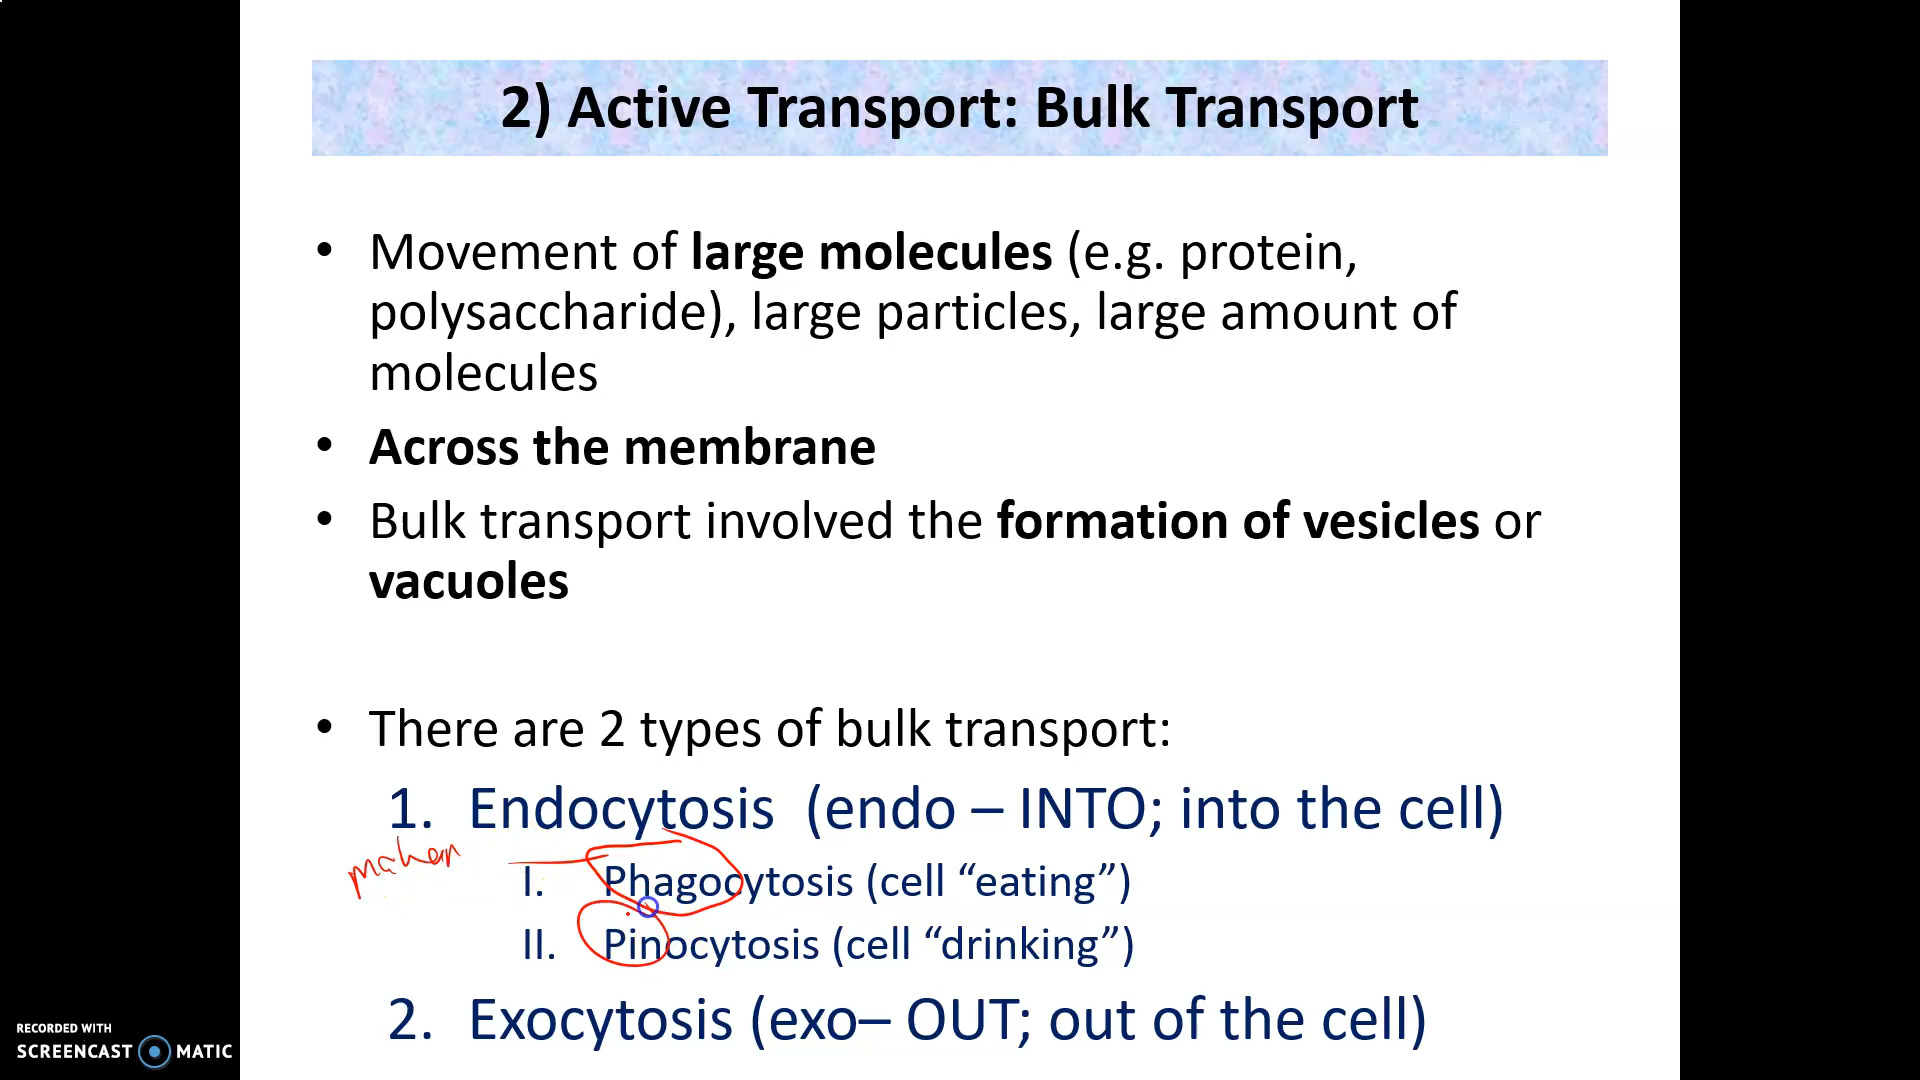 2) Active Transport: Bulk Transport
• Movement of large molecules (e.g. protein,
polysaccharide), large particles, large amount of
molecules
• Across the membrane
• Bulk transport involved the formation of vesicles or
vacuoles
• There are 2 types of bulk transport:
1. Endocytosis (endo – INTO; into the cell)
I. Phagocytosis (cell “eating”)
II. Pinocytosis (cell “drinking”)
2. Exocytosis (exo– OUT; out of the cell)
RECORDED WITH
SCREENCAST MATIC